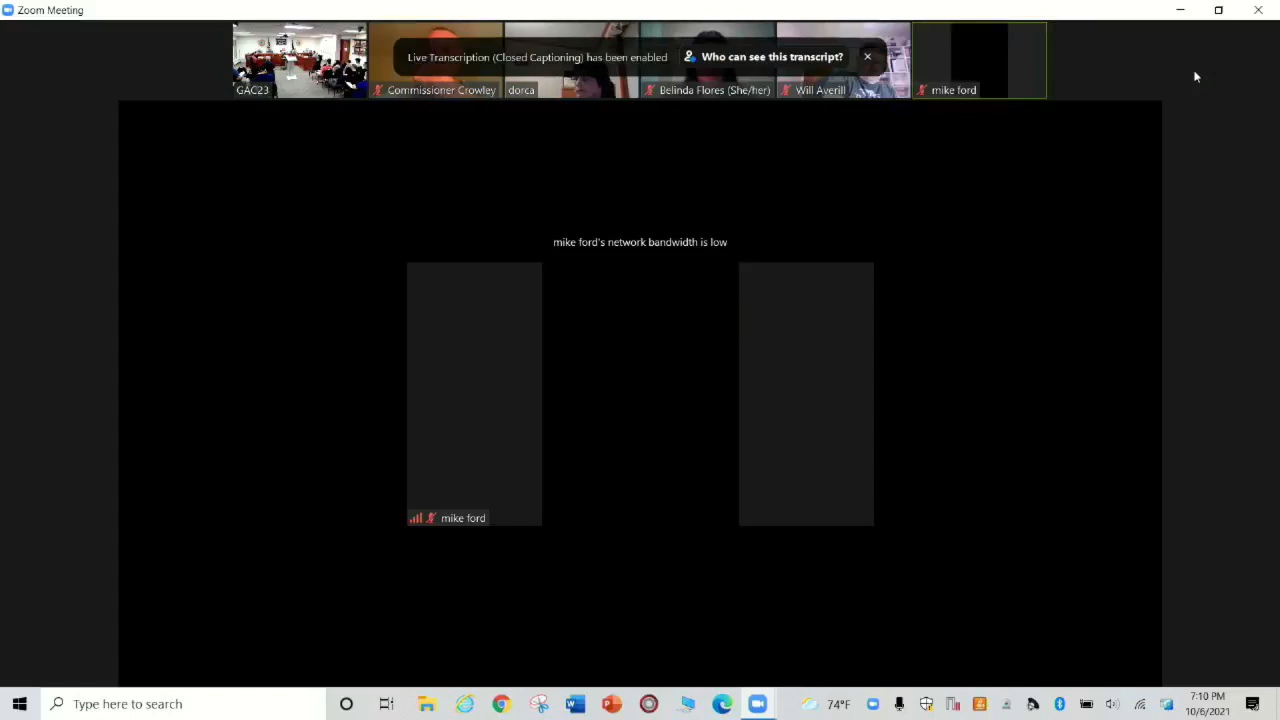 Zoom Meeting
Live Transcription (Closed Captioning) has been enabled
Who can see this transcript?
GAC23
Commissioner Crowley
dorca
Belinda Flores (She/her)
Will Averill
mike ford
mike ford's network bandwidth is low
mike ford
Type here to search
74°F
7:10 PM
10/6/2021